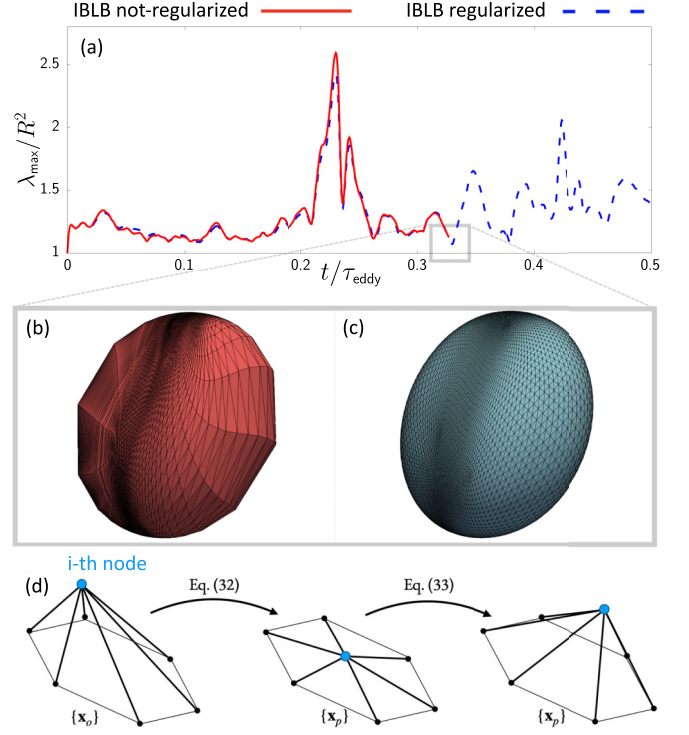 IBLB not-regularized
IBLB regularized
(a)
2.5
2
1.5
1
λmax/R²
0
0.1
0.2
0.3
0.4
0.5
t/τeddy
(b)
(c)
(d)
i-th node
Eq. (32)
Eq. (33)
{xₒ}
{xₚ}
{xₚ}